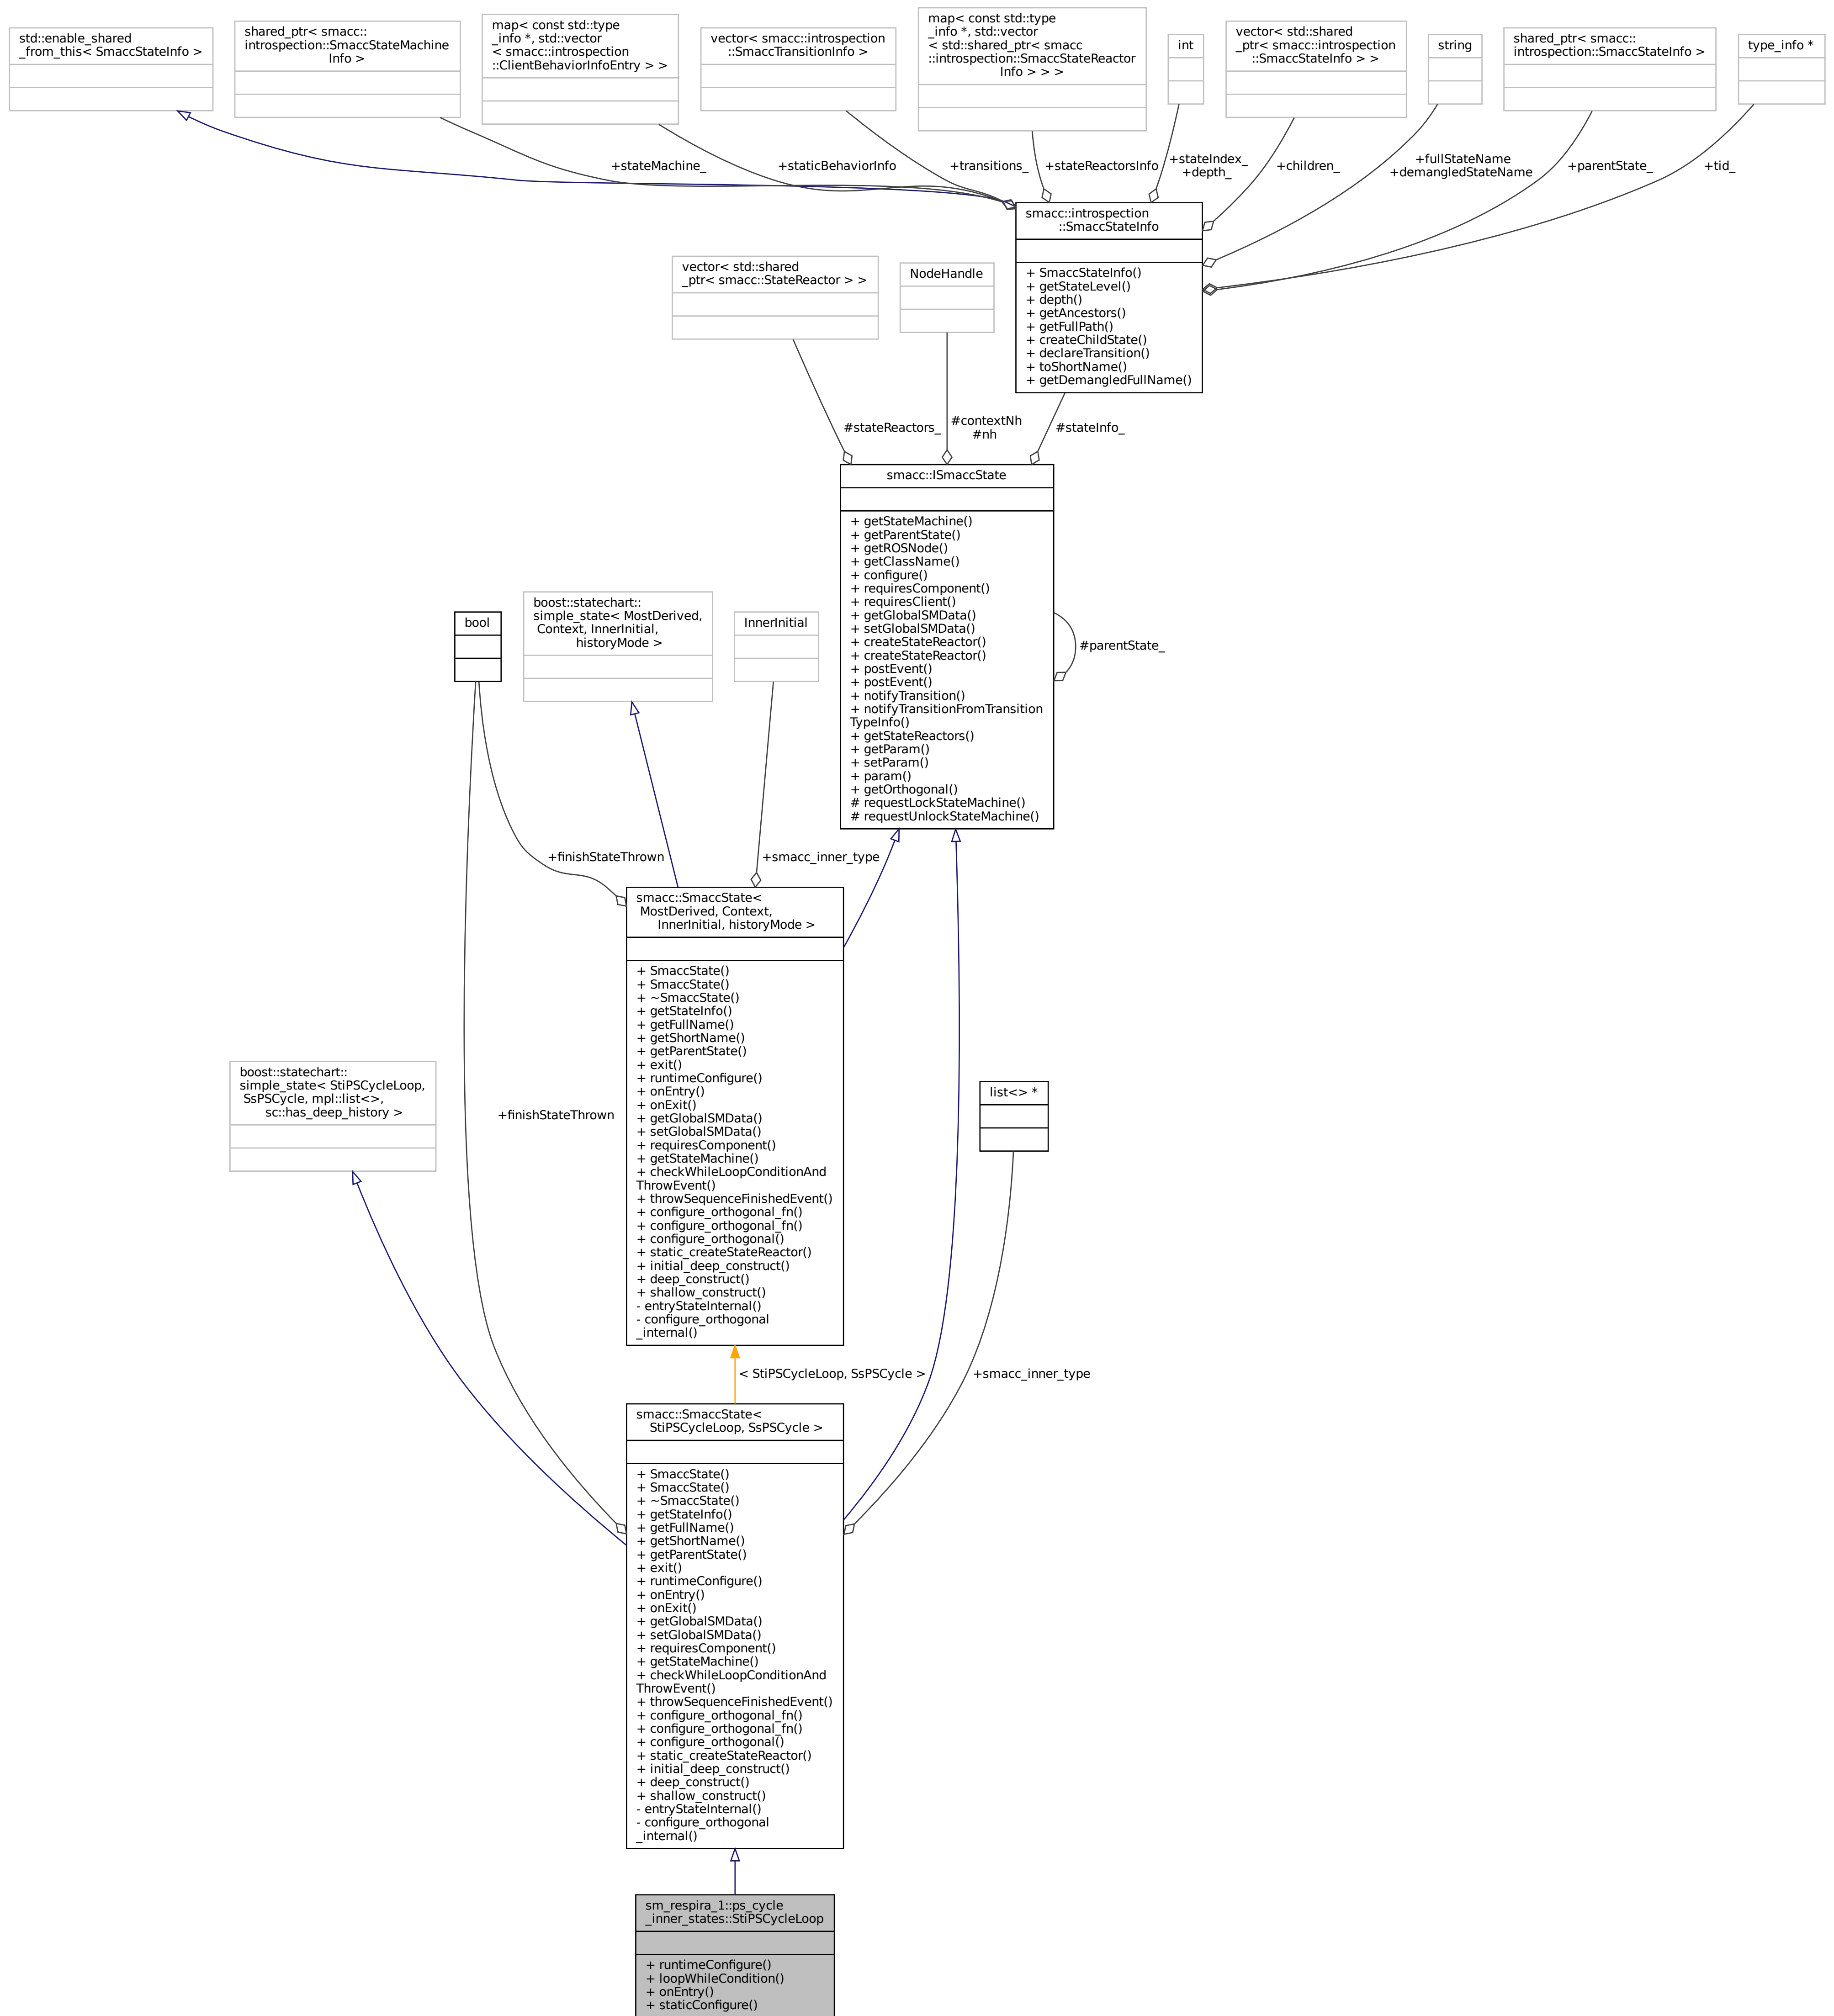 std::enable_shared
_from_this< SmaccStateInfo >
shared_ptr< smacc::
introspection::SmaccStateMachine
Info >
map< const std::type
_info *, std::vector
< smacc::introspection
::ClientBehaviorInfoEntry > >
vector< smacc::introspection
::SmaccTransitionInfo >
map< const std::type
_info *, std::vector
< std::shared_ptr< smacc
::introspection::SmaccStateReactor
Info > > >
int
vector< std::shared
_ptr< smacc::introspection
::SmaccStateInfo > >
string
shared_ptr< smacc::
introspection::SmaccStateInfo >
type_info *
+stateMachine_
+staticBehaviorInfo
+transitions_
+stateReactorsInfo
+stateIndex_
+depth_
+children_
+fullStateName
+demangledStateName
+parentState_
+tid_
smacc::introspection
::SmaccStateInfo
+ SmaccStateInfo()
+ getStateLevel()
+ depth()
+ getAncestors()
+ getFullPath()
+ createChildState()
+ declareTransition()
+ toShortName()
+ getDemangledFullName()
vector< std::shared
_ptr< smacc::StateReactor > >
NodeHandle
#stateReactors_
#contextNh
#nh
#stateInfo_
smacc::ISmaccState
+ getStateMachine()
+ getParentState()
+ getROSNode()
+ getClassName()
+ configure()
+ requiresComponent()
+ requiresClient()
+ getGlobalSMData()
+ setGlobalSMData()
+ createStateReactor()
+ createStateReactor()
+ postEvent()
+ postEvent()
+ notifyTransition()
+ notifyTransitionFromTransition
TypeInfo()
+ getStateReactors()
+ getParam()
+ setParam()
+ param()
+ getOrthogonal()
# requestLockStateMachine()
# requestUnlockStateMachine()
#parentState_
bool
boost::statechart::
simple_state< MostDerived,
Context, InnerInitial,
historyMode >
InnerInitial
+finishStateThrown
+smacc_inner_type
smacc::SmaccState<
MostDerived, Context,
InnerInitial, historyMode >
+ SmaccState()
+ SmaccState()
+ ~SmaccState()
+ getStateInfo()
+ getFullName()
+ getShortName()
+ getParentState()
+ exit()
+ runtimeConfigure()
+ onEntry()
+ onExit()
+ getGlobalSMData()
+ setGlobalSMData()
+ requiresComponent()
+ getStateMachine()
+ checkWhileLoopConditionAnd
ThrowEvent()
+ throwSequenceFinishedEvent()
+ configure_orthogonal_fn()
+ configure_orthogonal_fn()
+ configure_orthogonal()
+ static_createStateReactor()
+ initial_deep_construct()
+ deep_construct()
+ shallow_construct()
- entryStateInternal()
- configure_orthogonal
_internal()
boost::statechart::
simple_state< StiPSCycleLoop,
SsPSCycle, mpl::list<>,
sc::has_deep_history >
+finishStateThrown
list<> *
< StiPSCycleLoop, SsPSCycle >
+smacc_inner_type
smacc::SmaccState<
StiPSCycleLoop, SsPSCycle >
+ SmaccState()
+ SmaccState()
+ ~SmaccState()
+ getStateInfo()
+ getFullName()
+ getShortName()
+ getParentState()
+ exit()
+ runtimeConfigure()
+ onEntry()
+ onExit()
+ getGlobalSMData()
+ setGlobalSMData()
+ requiresComponent()
+ getStateMachine()
+ checkWhileLoopConditionAnd
ThrowEvent()
+ throwSequenceFinishedEvent()
+ configure_orthogonal_fn()
+ configure_orthogonal_fn()
+ configure_orthogonal()
+ static_createStateReactor()
+ initial_deep_construct()
+ deep_construct()
+ shallow_construct()
- entryStateInternal()
- configure_orthogonal
_internal()
sm_respira_1::ps_cycle
_inner_states::StiPSCycleLoop
+ runtimeConfigure()
+ loopWhileCondition()
+ onEntry()
+ staticConfigure()